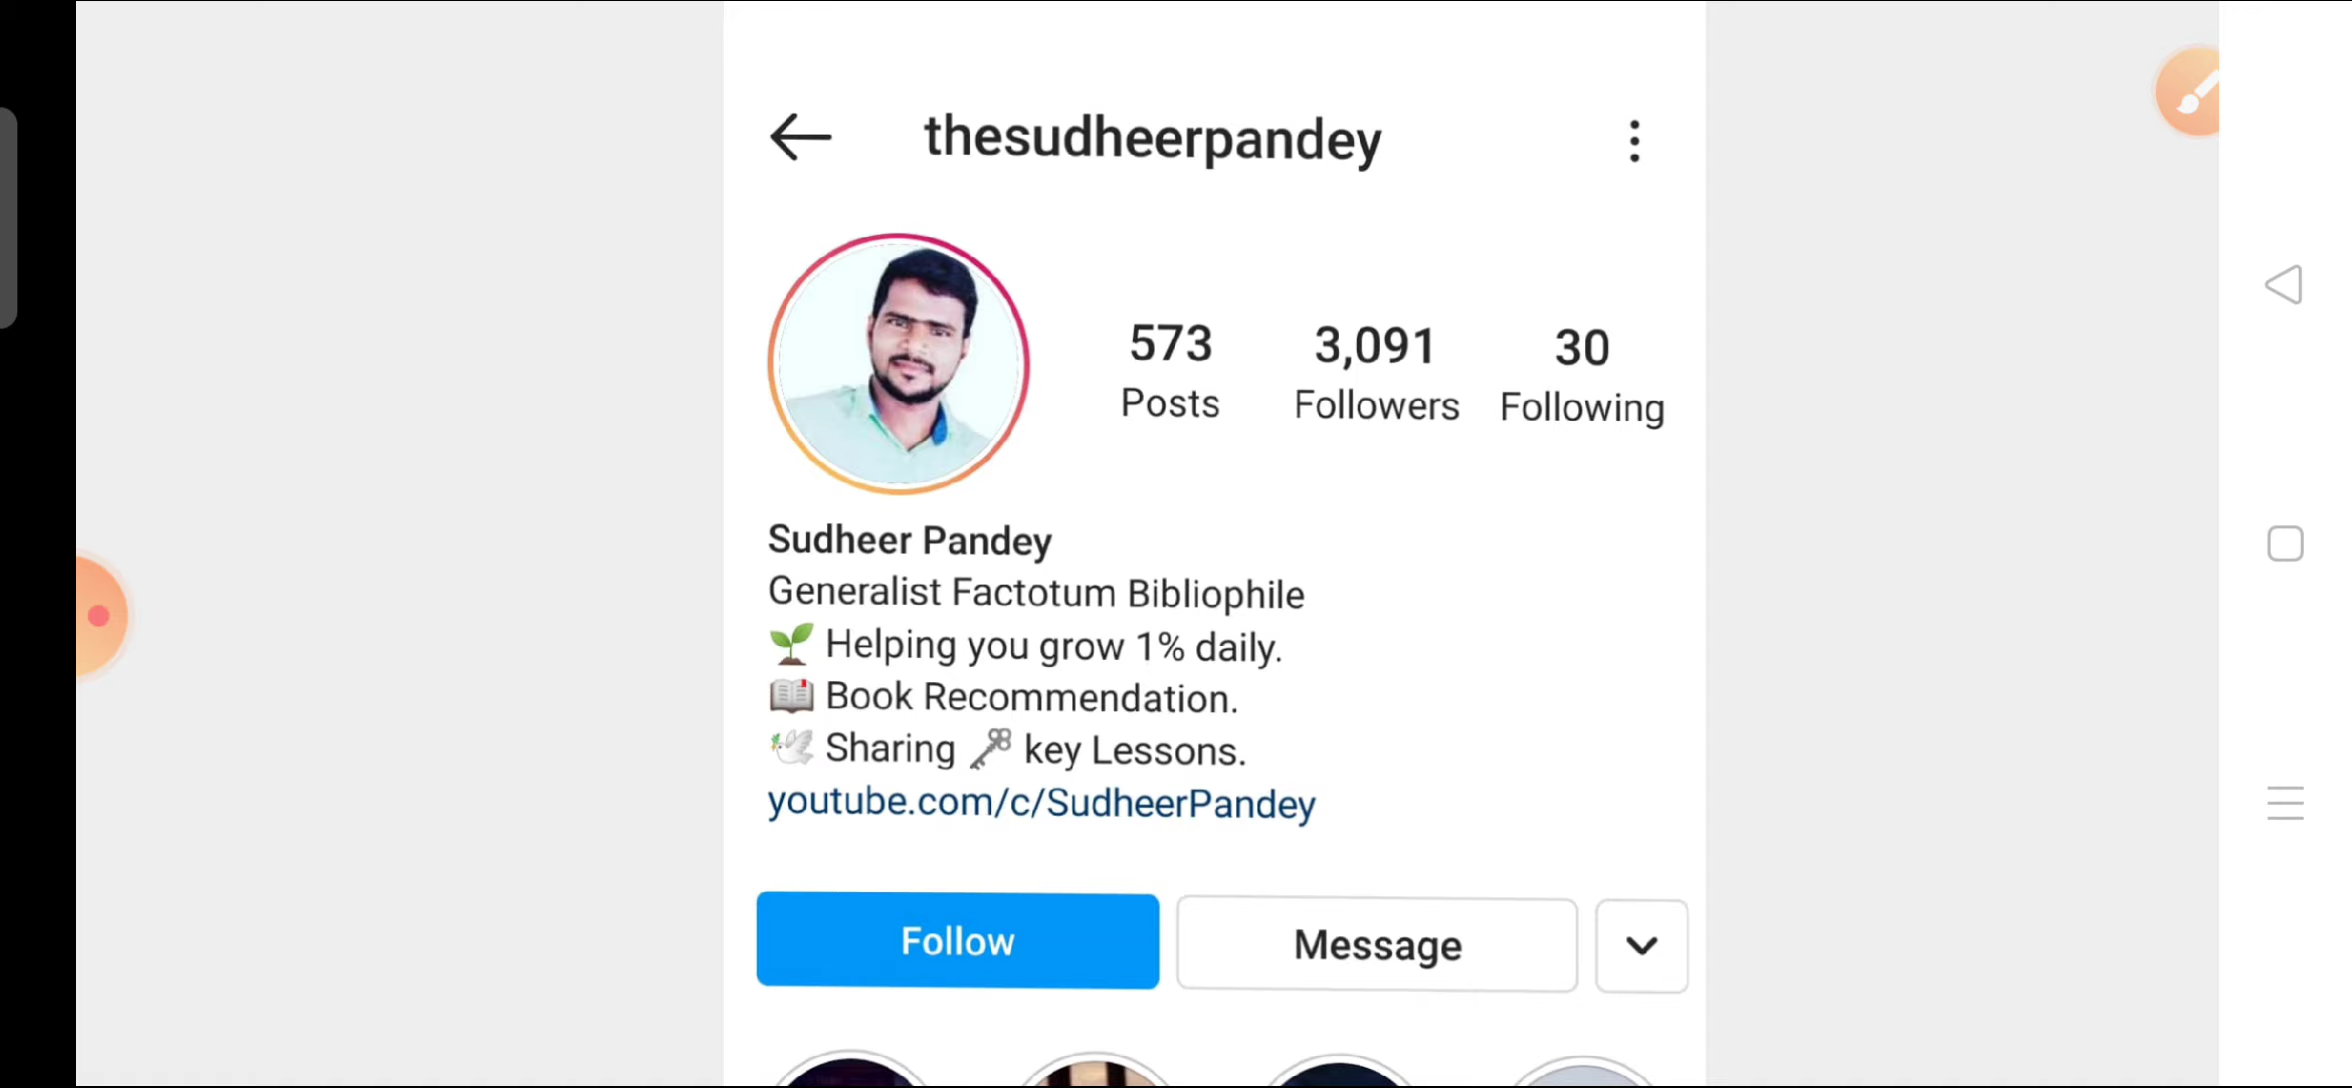 thesudheerpandey
573 3,091 30
Posts Followers Following
Sudheer Pandey
Generalist Factotum Bibliophile
🌱 Helping you grow 1% daily.
📖 Book Recommendation.
🕊️ Sharing 🗝️ key Lessons.
youtube.com/c/SudheerPandey
Follow Message